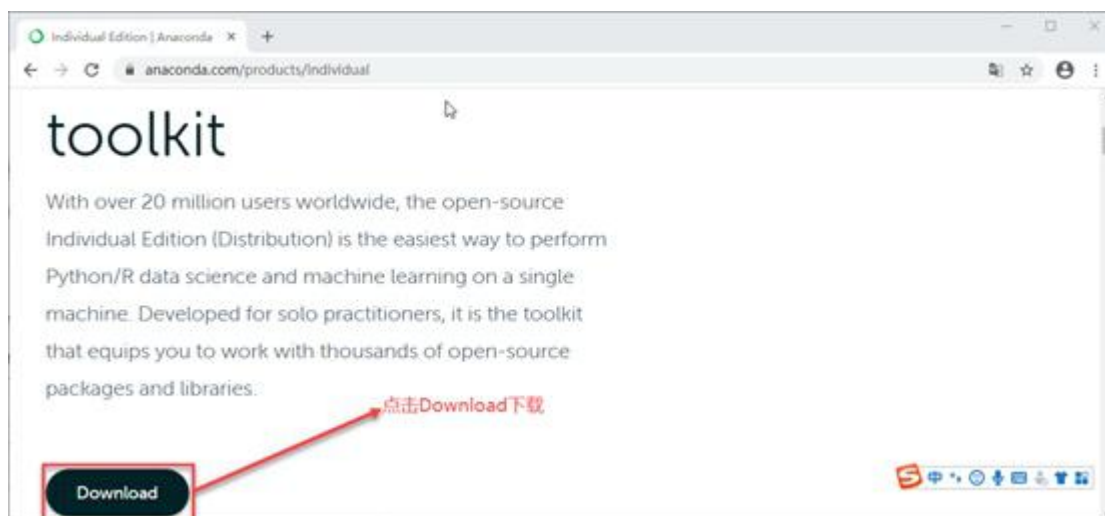 Individual Edition | Anaconda
anaconda.com/products/individual
toolkit
With over 20 million users worldwide, the open-source
Individual Edition (Distribution) is the easiest way to perform
Python/R data science and machine learning on a single
machine. Developed for solo practitioners, it is the toolkit
that equips you to work with thousands of open-source
packages and libraries.
点击Download下载
Download
中